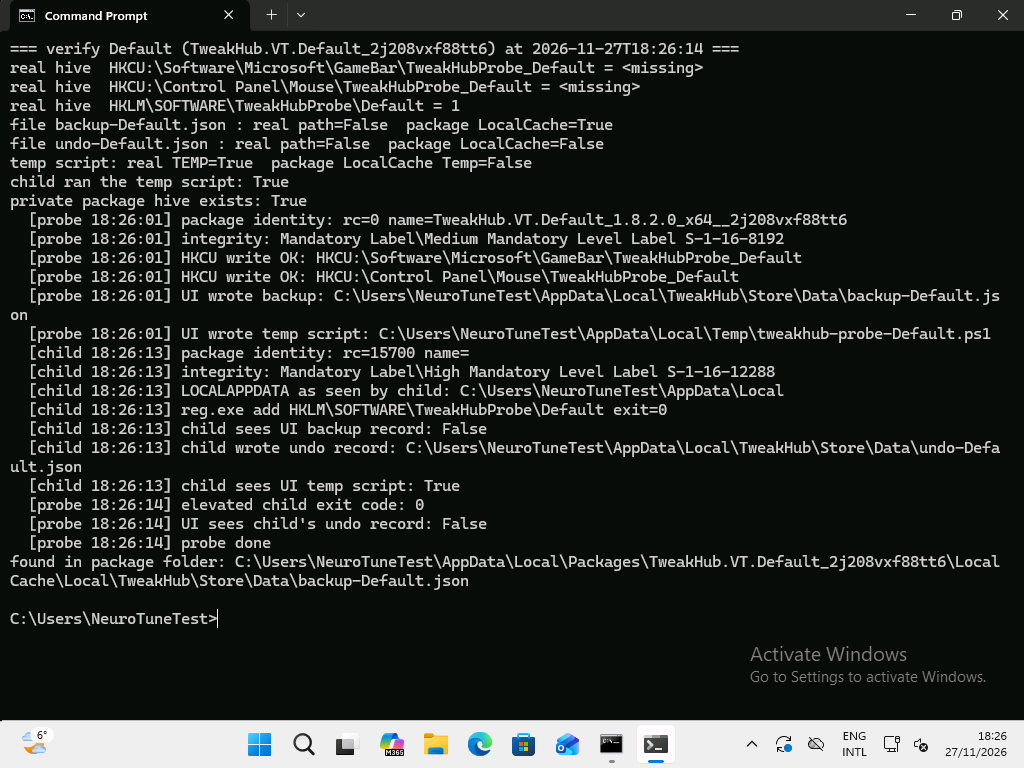 Command Prompt
=== verify Default (TweakHub.VT.Default_2j208vxf88tt6) at 2026-11-27T18:26:14 ===
real hive  HKCU:\Software\Microsoft\GameBar\TweakHubProbe_Default = <missing>
real hive  HKCU:\Control Panel\Mouse\TweakHubProbe_Default = <missing>
real hive  HKLM\SOFTWARE\TweakHubProbe\Default = 1
file backup-Default.json : real path=False  package LocalCache=True
file undo-Default.json : real path=False  package LocalCache=False
temp script: real TEMP=True  package LocalCache Temp=False
child ran the temp script: True
private package hive exists: True
  [probe 18:26:01] package identity: rc=0 name=TweakHub.VT.Default_1.8.2.0_x64__2j208vxf88tt6
  [probe 18:26:01] integrity: Mandatory Label\Medium Mandatory Level Label S-1-16-8192
  [probe 18:26:01] HKCU write OK: HKCU:\Software\Microsoft\GameBar\TweakHubProbe_Default
  [probe 18:26:01] HKCU write OK: HKCU:\Control Panel\Mouse\TweakHubProbe_Default
  [probe 18:26:01] UI wrote backup: C:\Users\NeuroTuneTest\AppData\Local\TweakHub\Store\Data\backup-Default.js
on
  [probe 18:26:01] UI wrote temp script: C:\Users\NeuroTuneTest\AppData\Local\Temp\tweakhub-probe-Default.ps1
  [child 18:26:13] package identity: rc=15700 name=
  [child 18:26:13] integrity: Mandatory Label\High Mandatory Level Label S-1-16-12288
  [child 18:26:13] LOCALAPPDATA as seen by child: C:\Users\NeuroTuneTest\AppData\Local
  [child 18:26:13] reg.exe add HKLM\SOFTWARE\TweakHubProbe\Default exit=0
  [child 18:26:13] child sees UI backup record: False
  [child 18:26:13] child wrote undo record: C:\Users\NeuroTuneTest\AppData\Local\TweakHub\Store\Data\undo-Defa
ult.json
  [child 18:26:13] child sees UI temp script: True
  [probe 18:26:14] elevated child exit code: 0
  [probe 18:26:14] UI sees child's undo record: False
  [probe 18:26:14] probe done
found in package folder: C:\Users\NeuroTuneTest\AppData\Local\Packages\TweakHub.VT.Default_2j208vxf88tt6\Local
Cache\Local\TweakHub\Store\Data\backup-Default.json
C:\Users\NeuroTuneTest>
Activate Windows
Go to Settings to activate Windows.
6°
M365
ENG
INTL
18:26
27/11/2026